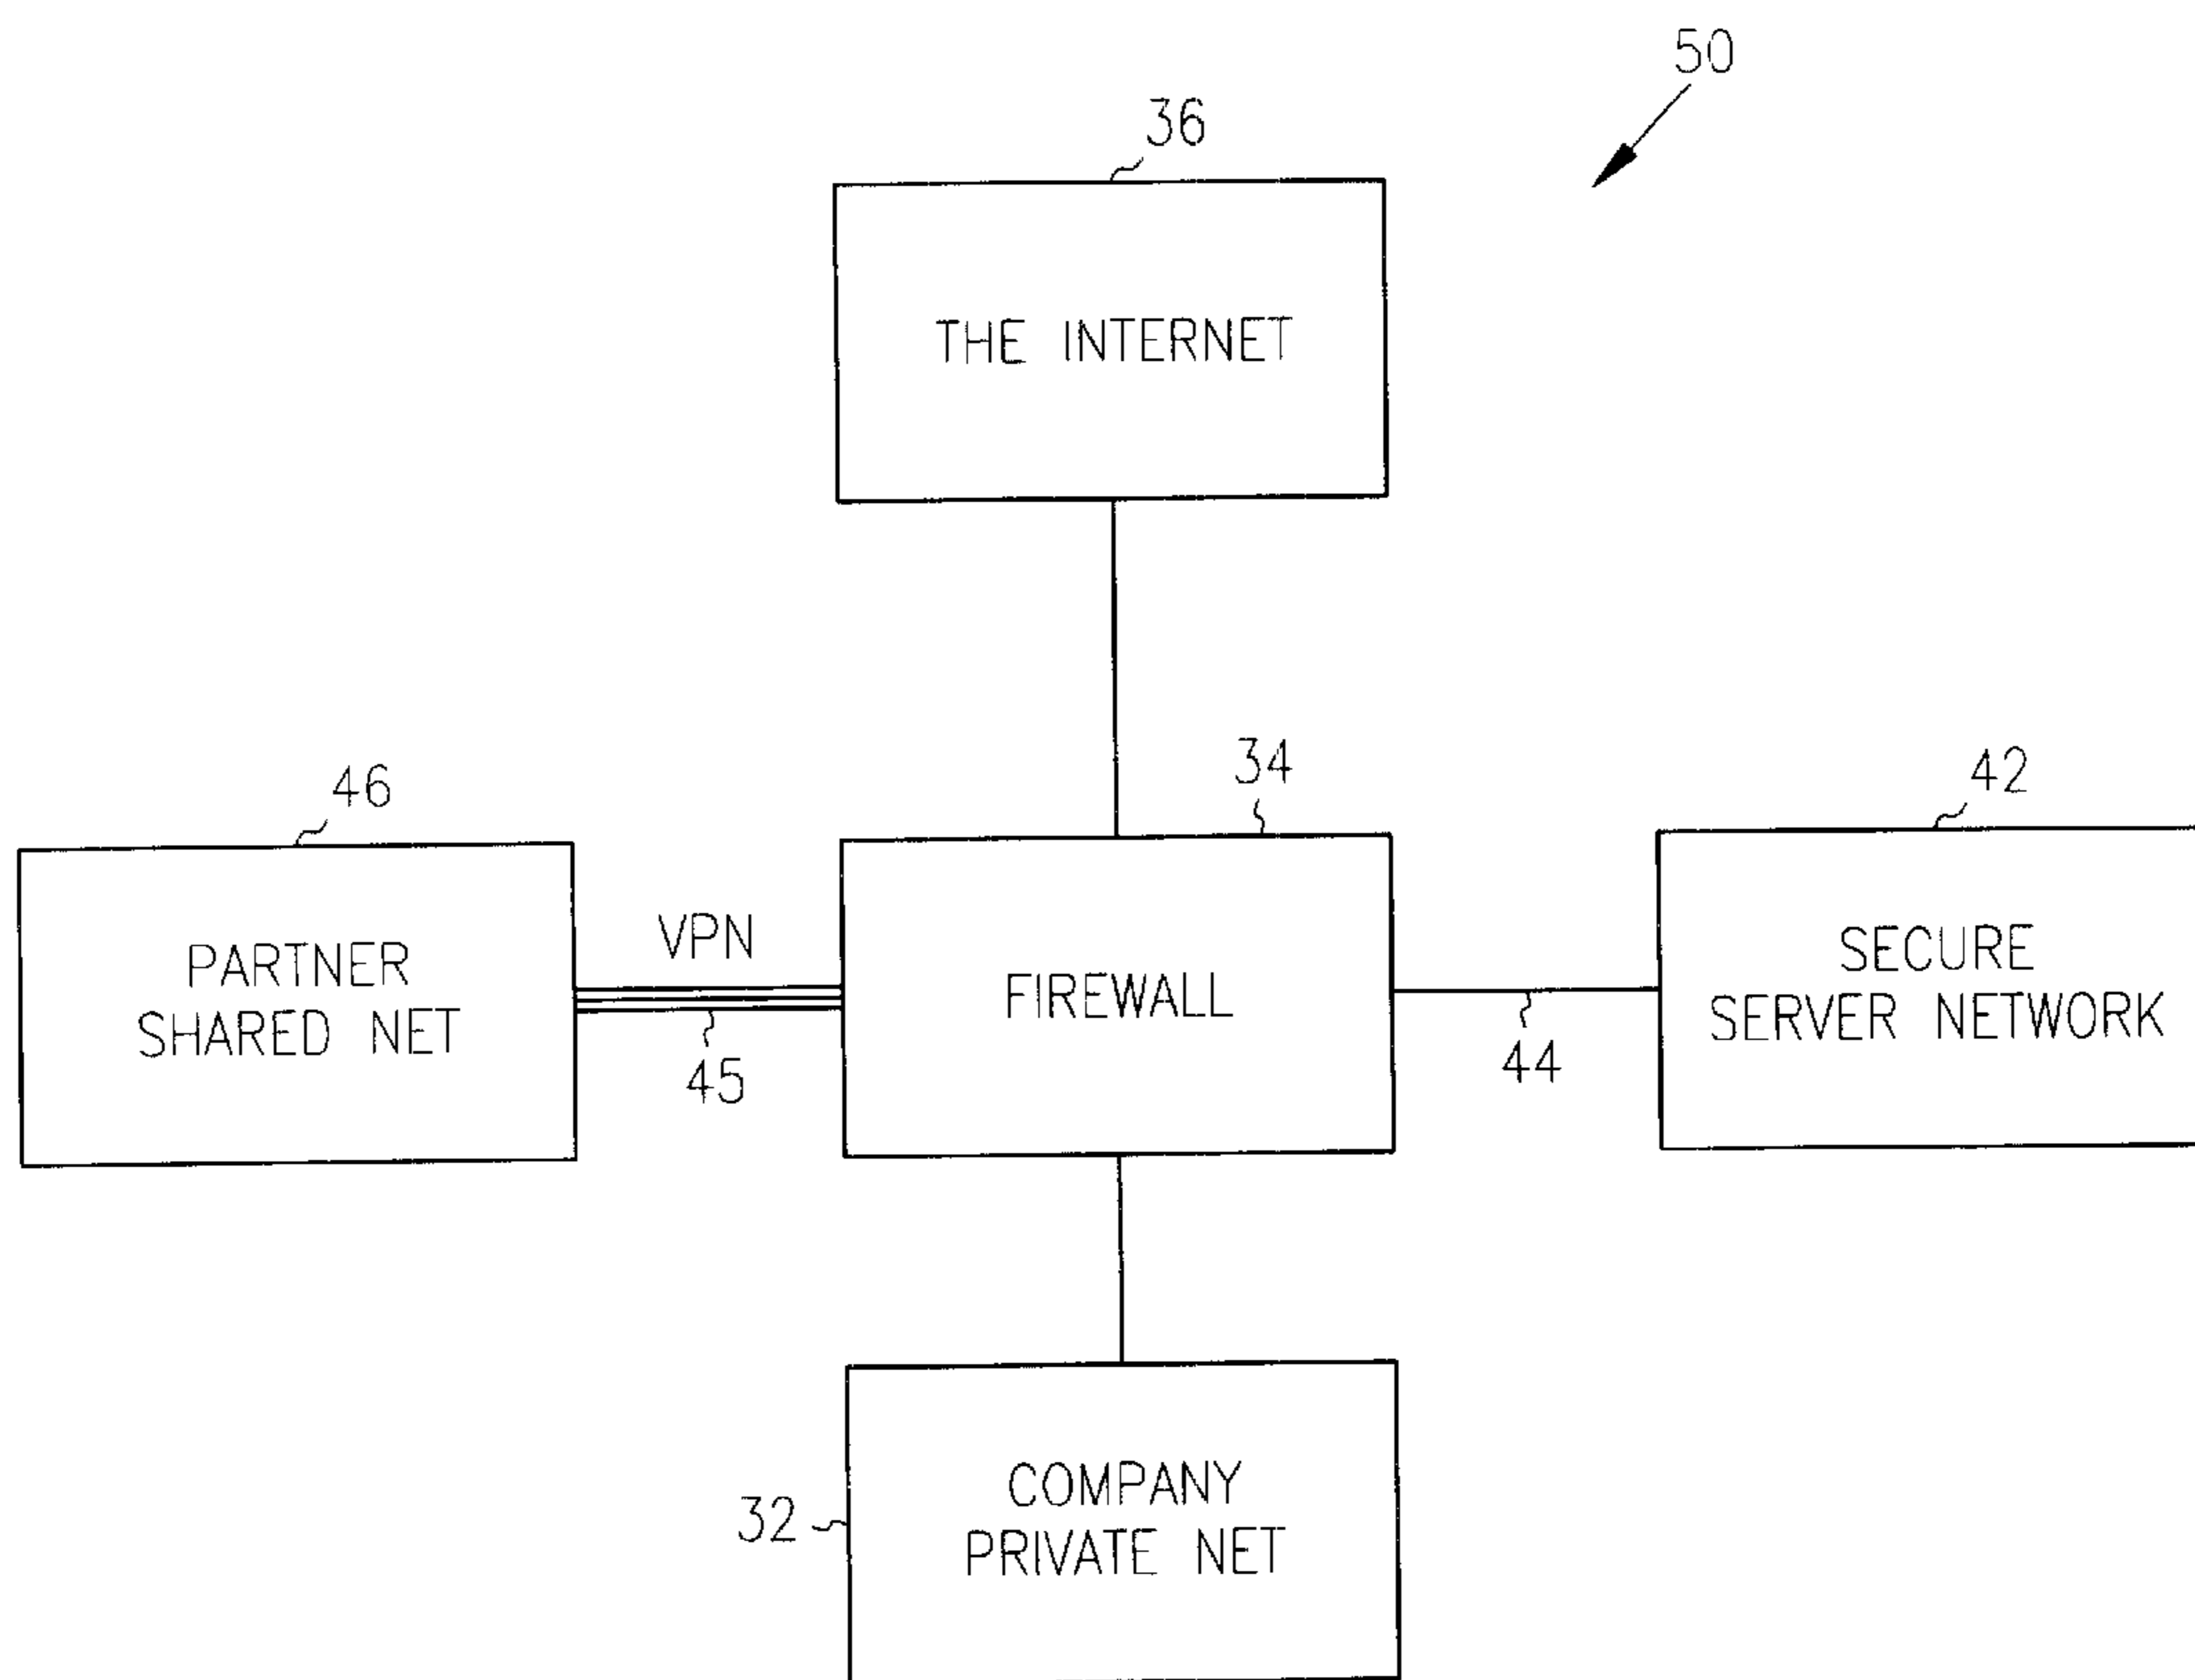 50
36
THE INTERNET
34
46
42
VPN
PARTNER
SHARED NET
FIREWALL
SECURE
SERVER NETWORK
45
44
32
COMPANY
PRIVATE NET